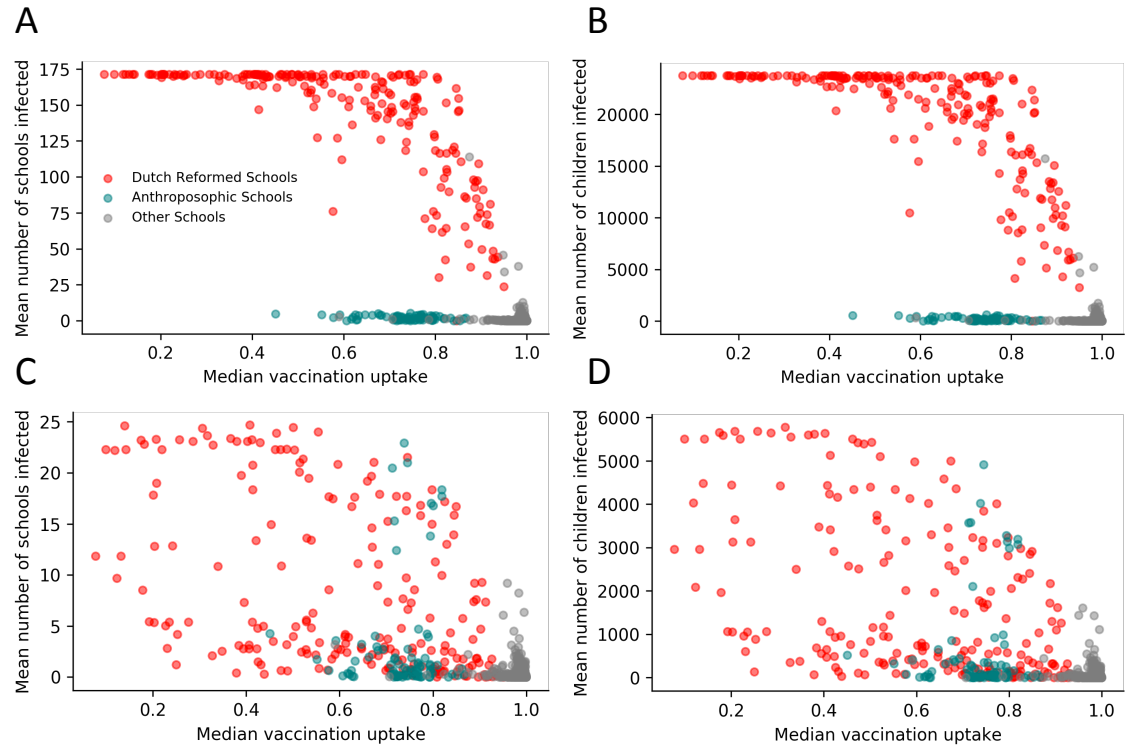 A
B
Mean number of schools infected
175
150
125
100
75
50
25
0
Dutch Reformed Schools
Anthroposophic Schools
Other Schools
0.2 0.4 0.6 0.8 1.0
Median vaccination uptake
Mean number of children infected
20000
15000
10000
5000
0
0.2 0.4 0.6 0.8 1.0
Median vaccination uptake
C
D
Mean number of schools infected
25
20
15
10
5
0
0.2 0.4 0.6 0.8 1.0
Median vaccination uptake
Mean number of children infected
6000
5000
4000
3000
2000
1000
0
0.2 0.4 0.6 0.8 1.0
Median vaccination uptake